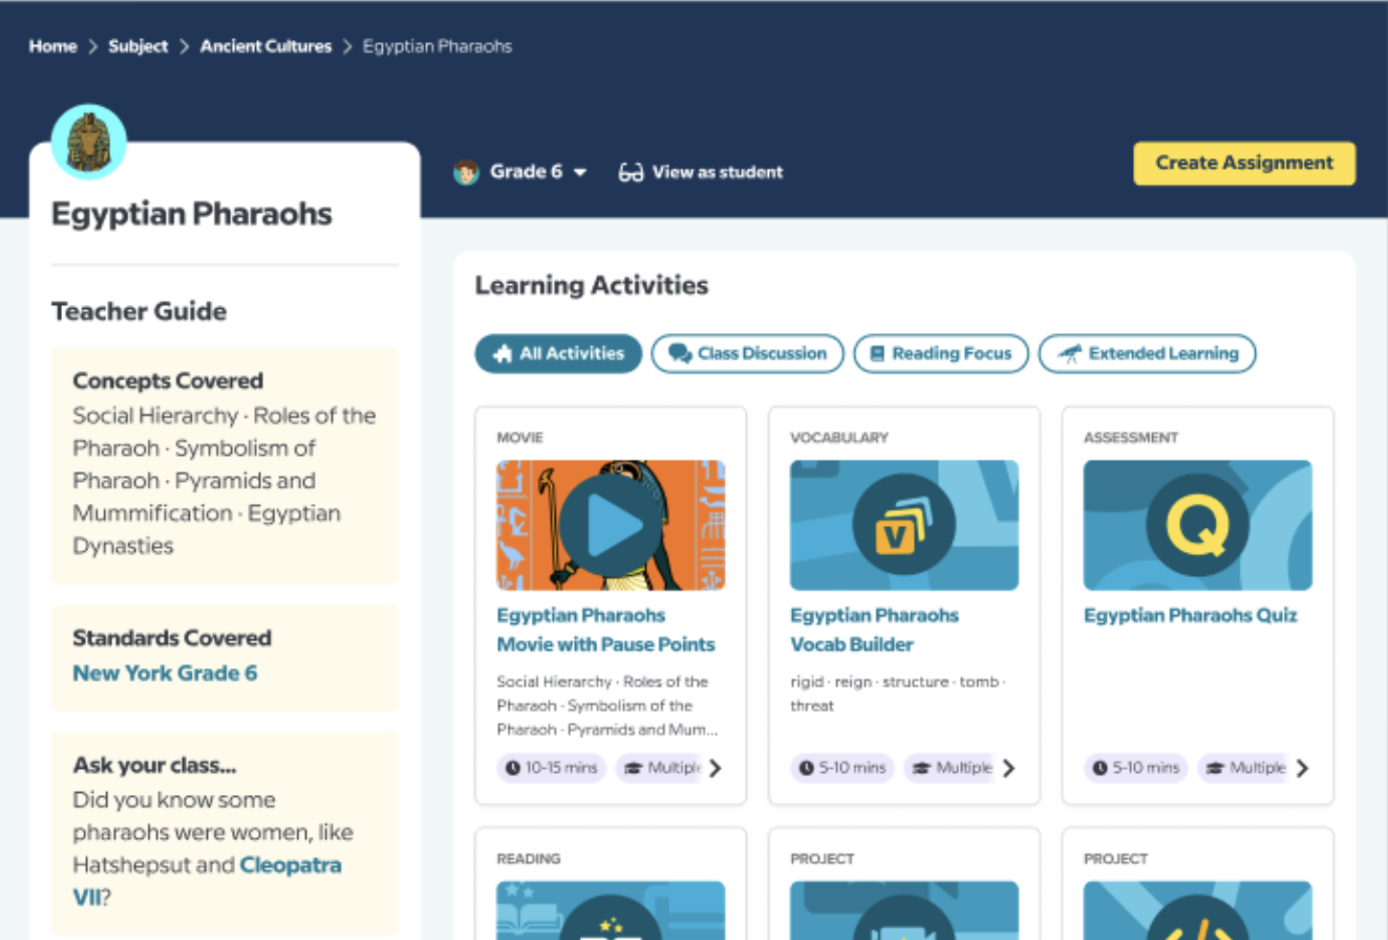 Home > Subject > Ancient Cultures > Egyptian Pharaohs
Egyptian Pharaohs
Teacher Guide
Concepts Covered
Social Hierarchy · Roles of the
Pharaoh · Symbolism of
Pharaoh · Pyramids and
Mummification · Egyptian
Dynasties
Standards Covered
New York Grade 6
Ask your class...
Did you know some
pharaohs were women, like
Hatshepsut and Cleopatra
VII?
Grade 6
View as student
Create Assignment
Learning Activities
All Activities
Class Discussion
Reading Focus
Extended Learning
MOVIE
Egyptian Pharaohs
Movie with Pause Points
Social Hierarchy · Roles of the
Pharaoh · Symbolism of the
Pharaoh · Pyramids and Mum...
10-15 mins
Multiple
VOCABULARY
V
Egyptian Pharaohs
Vocab Builder
rigid · reign · structure · tomb ·
threat
5-10 mins
Multiple
ASSESSMENT
Q
Egyptian Pharaohs Quiz
5-10 mins
Multiple
READING
PROJECT
PROJECT